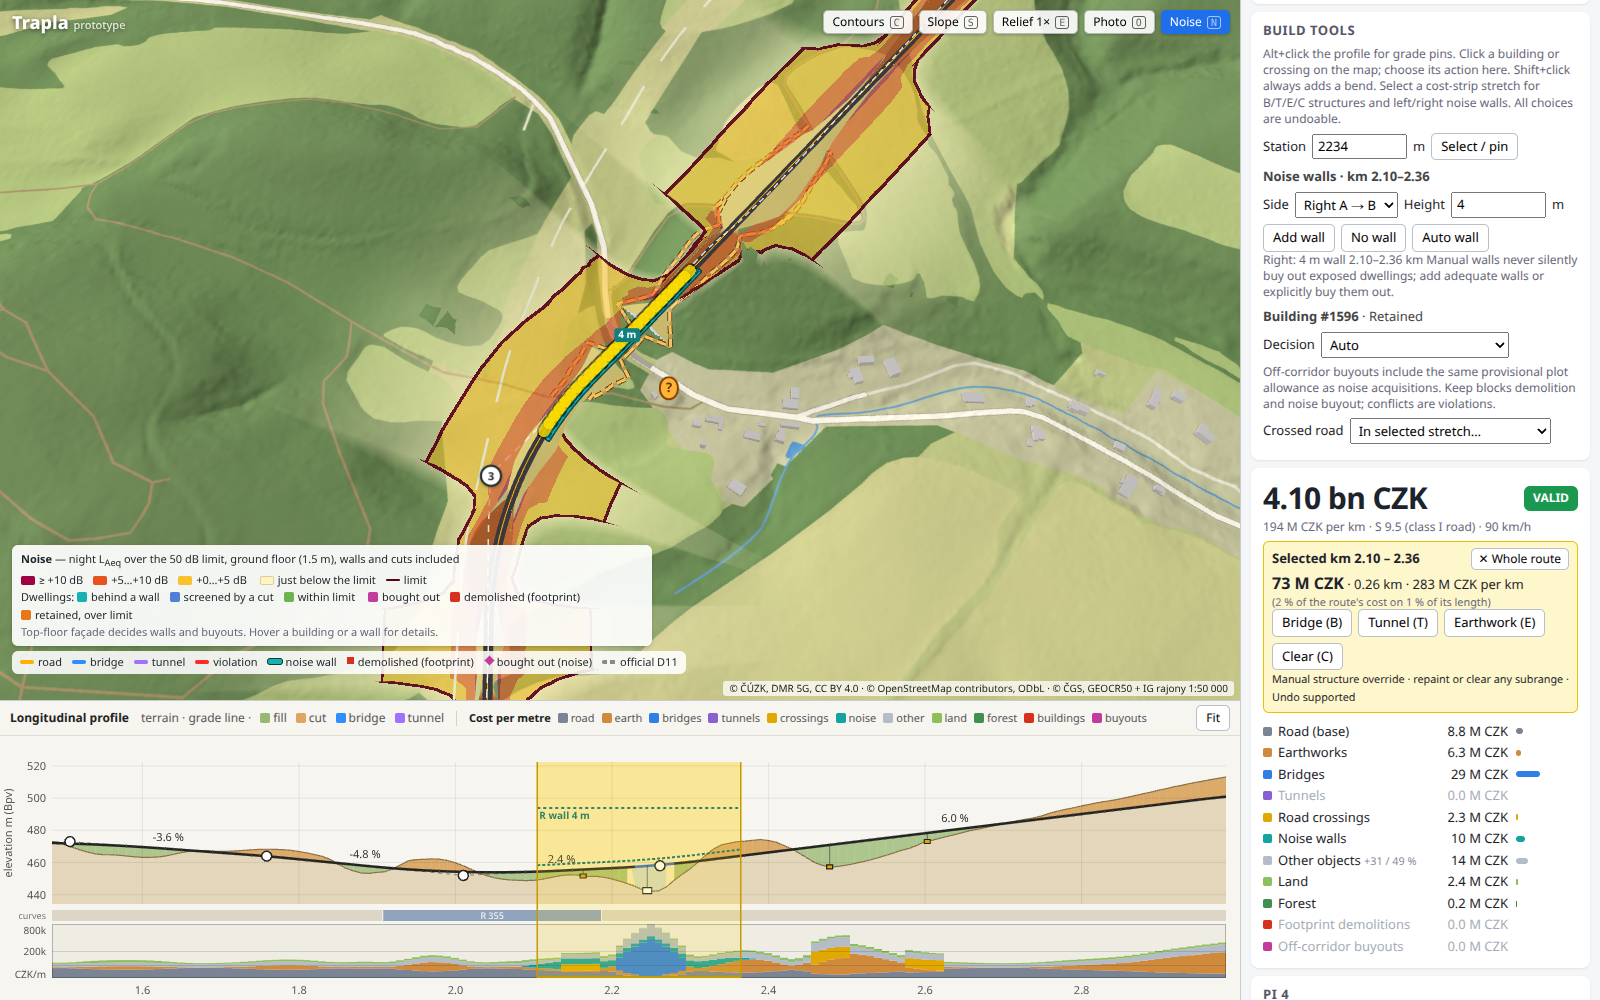 Trapla prototype
Contours C
Slope S
Relief 1× E
Photo O
Noise N
4 m
?
3
Noise — night LAeq over the 50 dB limit, ground floor (1.5 m), walls and cuts included
≥ +10 dB +5…+10 dB +0…+5 dB just below the limit limit
Dwellings: behind a wall screened by a cut within limit bought out demolished (footprint)
retained, over limit
Top-floor façade decides walls and buyouts. Hover a building or a wall for details.
road bridge tunnel violation noise wall demolished (footprint) bought out (noise) official D11
© ČÚZK, DMR 5G, CC BY 4.0 · © OpenStreetMap contributors, ODbL · © ČGS, GEOCR50 + IG rajony 1:50 000
Longitudinal profile terrain · grade line · fill cut bridge tunnel Cost per metre road earth bridges tunnels crossings noise other land forest buildings buyouts
Fit
elevation m (Bpv)
520
500
480
460
440
-3.6 %
-4.8 %
2.4 %
6.0 %
R wall 4 m
curves
R 355
800k
200k
CZK/m
1.6 1.8 2.0 2.2 2.4 2.6 2.8
BUILD TOOLS
Alt+click the profile for grade pins. Click a building or
crossing on the map; choose its action here. Shift+click
always adds a bend. Select a cost-strip stretch for
B/T/E/C structures and left/right noise walls. All choices
are undoable.
Station 2234 m Select / pin
Noise walls · km 2.10–2.36
Side Right A → B Height 4 m
Add wall No wall Auto wall
Right: 4 m wall 2.10–2.36 km Manual walls never silently
buy out exposed dwellings; add adequate walls or
explicitly buy them out.
Building #1596 · Retained
Decision Auto
Off-corridor buyouts include the same provisional plot
allowance as noise acquisitions. Keep blocks demolition
and noise buyout; conflicts are violations.
Crossed road In selected stretch...
4.10 bn CZK VALID
194 M CZK per km · S 9.5 (class I road) · 90 km/h
Selected km 2.10 – 2.36 ✕ Whole route
73 M CZK · 0.26 km · 283 M CZK per km
(2 % of the route's cost on 1 % of its length)
Bridge (B) Tunnel (T) Earthwork (E)
Clear (C)
Manual structure override · repaint or clear any subrange ·
Undo supported
Road (base) 8.8 M CZK
Earthworks 6.3 M CZK
Bridges 29 M CZK
Tunnels 0.0 M CZK
Road crossings 2.3 M CZK
Noise walls 10 M CZK
Other objects +31 / 49 % 14 M CZK
Land 2.4 M CZK
Forest 0.2 M CZK
Footprint demolitions 0.0 M CZK
Off-corridor buyouts 0.0 M CZK
PI 4